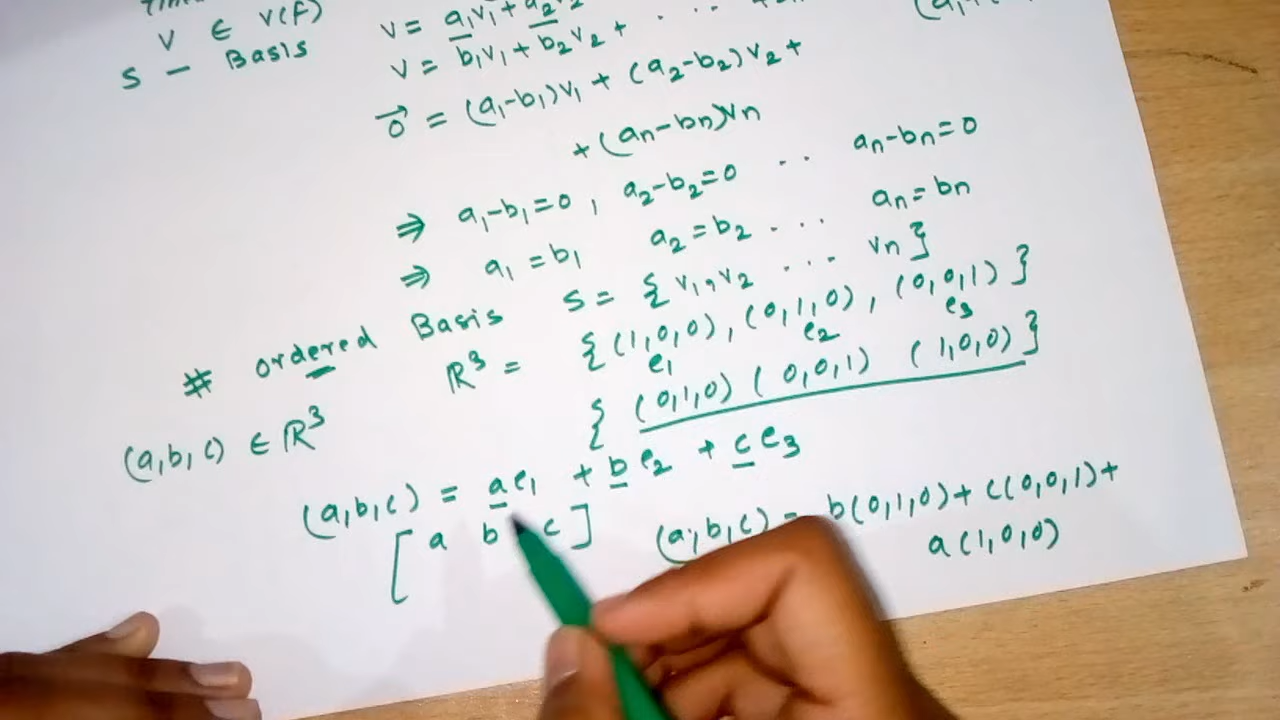 V ∈ V(F)
S - Basis
v = a₁v₁ + a₂v₂
v = b₁v₁ + b₂v₂ + . . .
→0 = (a₁-b₁)v₁ + (a₂-b₂)v₂ +
+ (aₙ-bₙ)vₙ
⇒ a₁-b₁=0, a₂-b₂=0 .. aₙ-bₙ=0
⇒ a₁=b₁ a₂=b₂ ... aₙ=bₙ
# ordered Basis S = {v₁,v₂ ... vₙ}
R³ = {(1,0,0), (0,1,0), (0,0,1)}
e₁ e₂ e₃
{(0,1,0) (0,0,1) (1,0,0)}
(a,b,c) ∈ R³
(a,b,c) = ae₁ + be₂ + ce₃
[a b c]
(a,b,c) = b(0,1,0) + c(0,0,1) +
a(1,0,0)